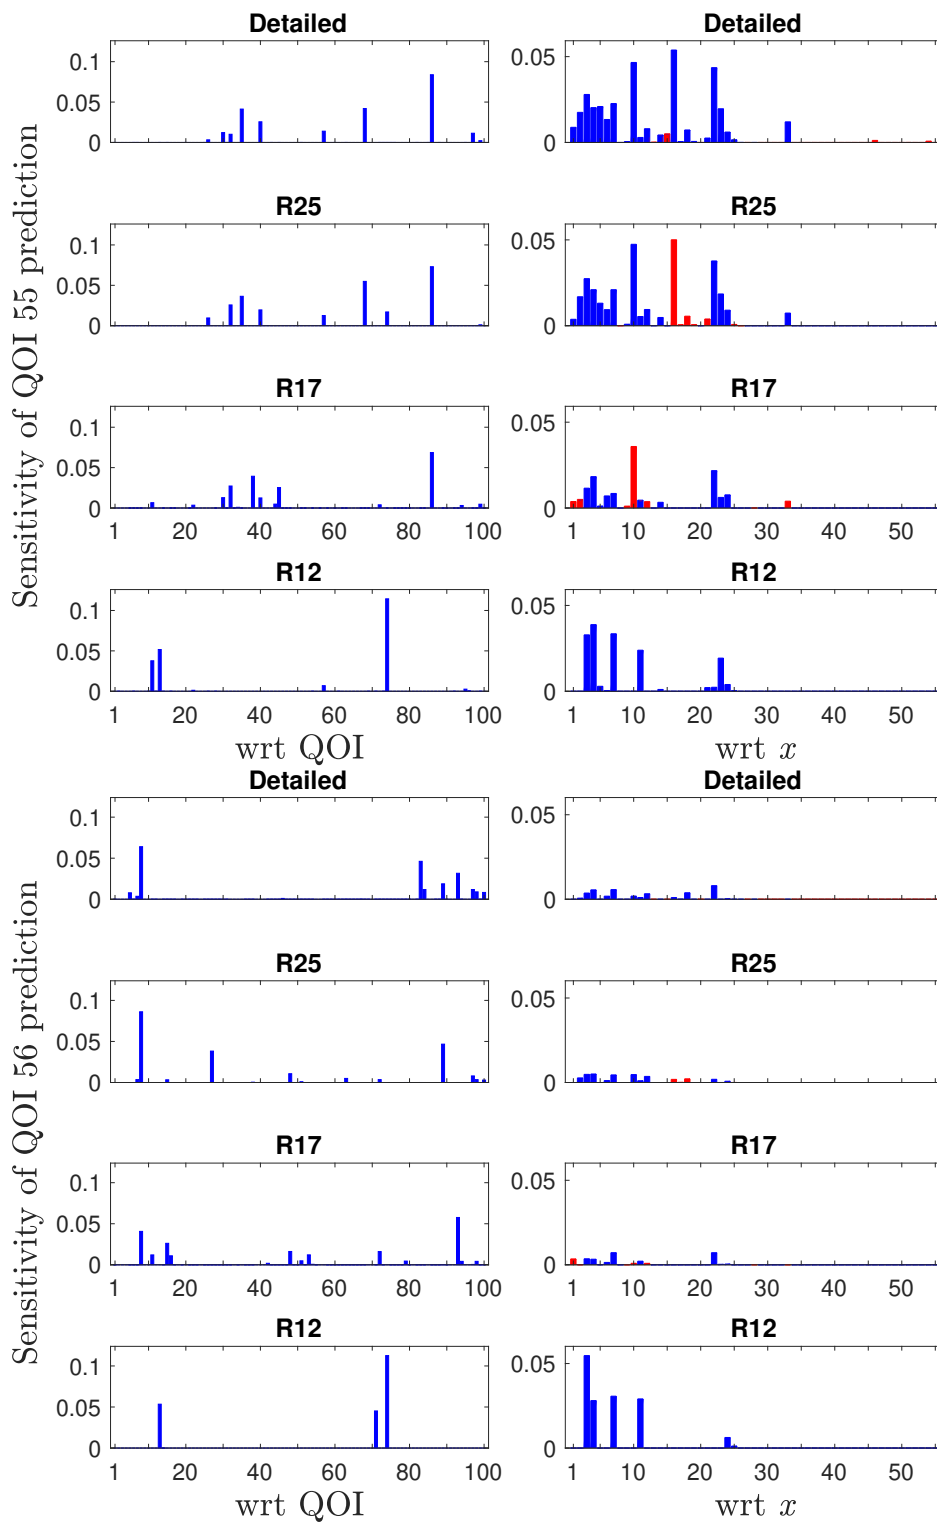 Detailed Detailed
0.1 0.05 0 0.05 0
R25 R25
0.1 0.05 0 0.05 0
R17 R17
0.1 0.05 0 0.05 0
1 20 40 60 80 100 1 10 20 30 40 50
R12 R12
0.1 0.05 0 0.05 0
1 20 40 60 80 100 1 10 20 30 40 50
wrt QOI wrt x
Sensitivity of QOI 55 prediction
Detailed Detailed
0.1 0.05 0 0.05 0
R25 R25
0.1 0.05 0 0.05 0
R17 R17
0.1 0.05 0 0.05 0
1 20 40 60 80 100 1 10 20 30 40 50
R12 R12
0.1 0.05 0 0.05 0
1 20 40 60 80 100 1 10 20 30 40 50
wrt QOI wrt x
Sensitivity of QOI 56 prediction